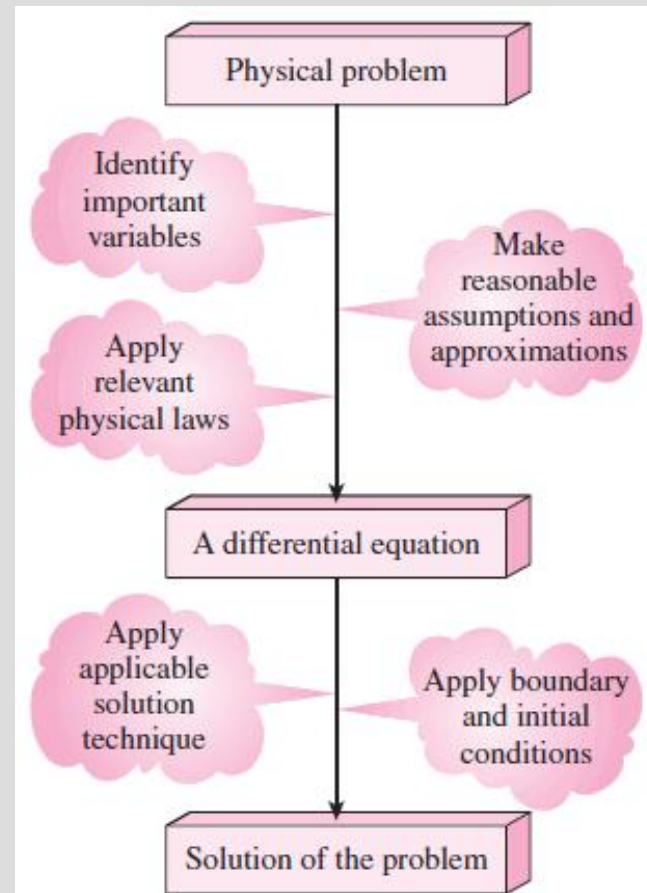 Physical problem
Identify
important
variables
Make
reasonable
assumptions and
approximations
Apply
relevant
physical laws
A differential equation
Apply
applicable
solution
technique
Apply boundary
and initial
conditions
Solution of the problem